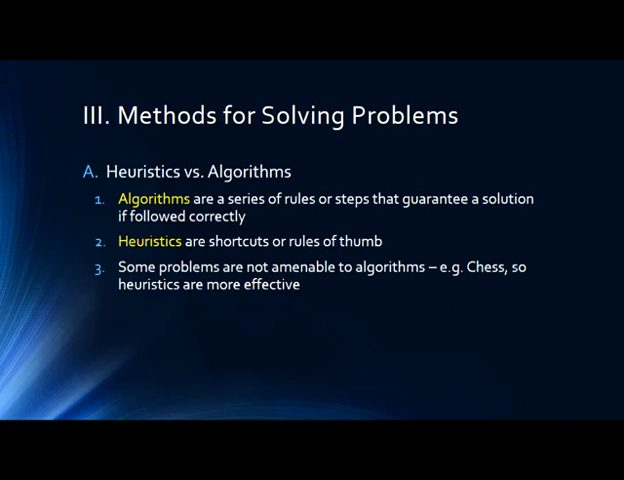 III. Methods for Solving Problems
A. Heuristics vs. Algorithms
1. Algorithms are a series of rules or steps that guarantee a solution
if followed correctly
2. Heuristics are shortcuts or rules of thumb
3. Some problems are not amenable to algorithms – e.g. Chess, so
heuristics are more effective